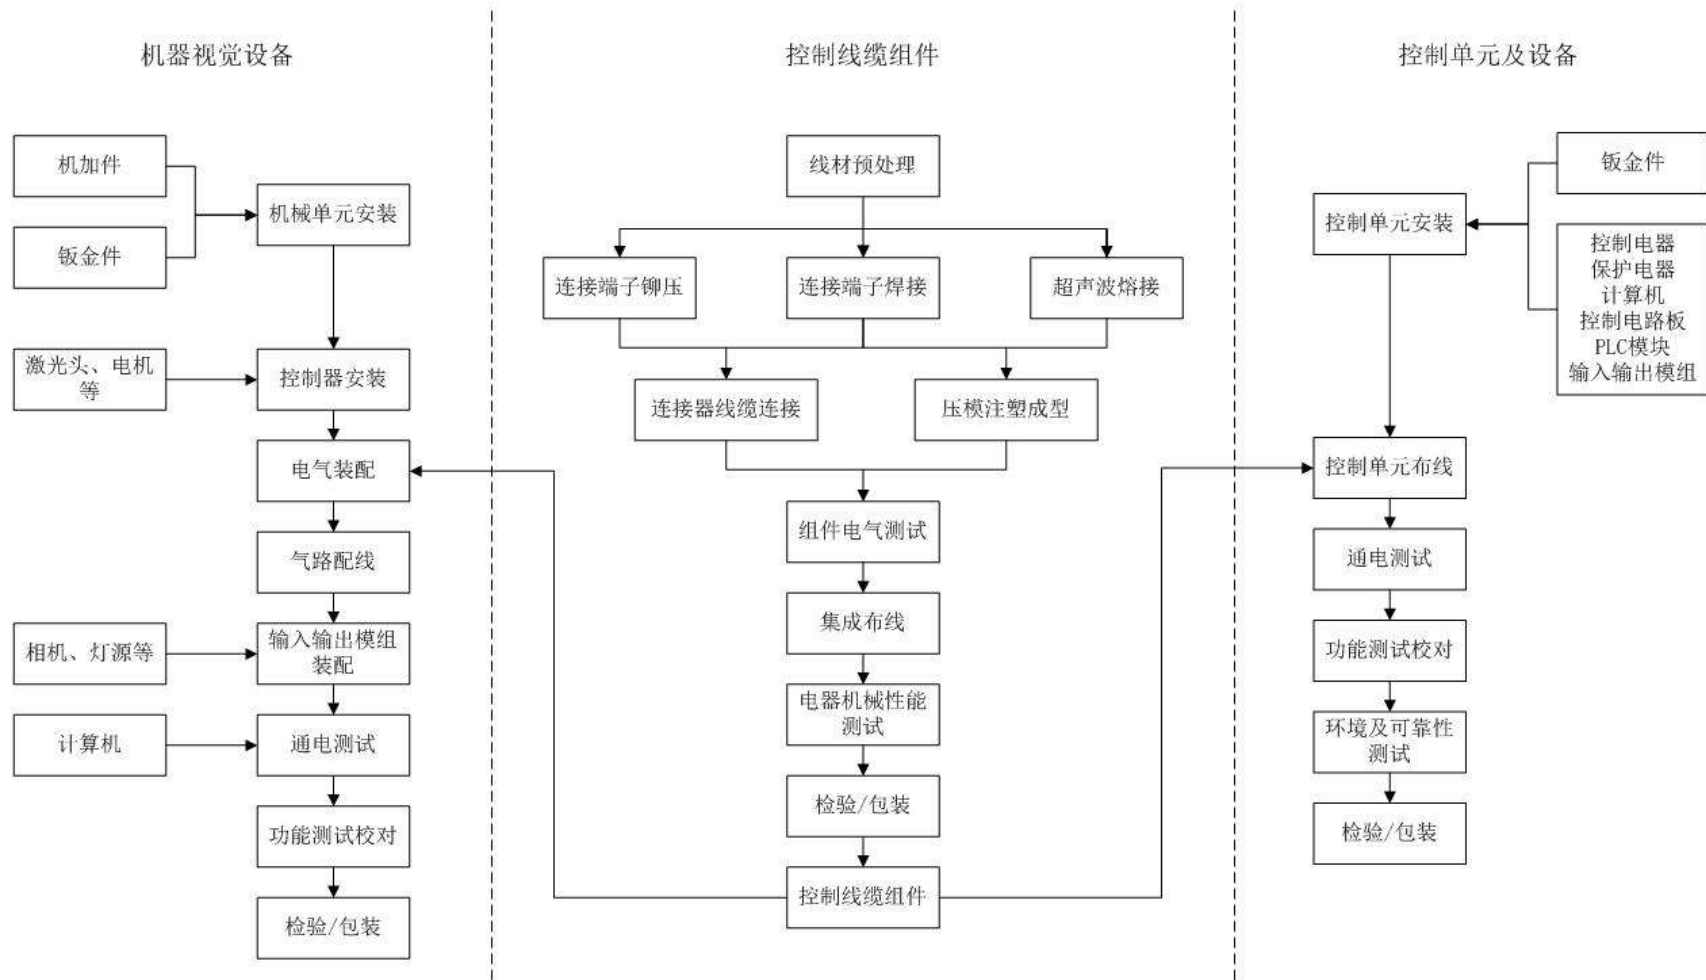 机器视觉设备
机加件
钣金件
机械单元安装
激光头、电机
等
控制器安装
电气装配
气路配线
相机、灯源等
输入输出模组
装配
计算机
通电测试
功能测试校对
检验/包装
控制线缆组件
线材预处理
连接端子铆压
连接端子焊接
超声波熔接
连接器线缆连接
压模注塑成型
组件电气测试
集成布线
电器机械性能
测试
检验/包装
控制线缆组件
控制单元及设备
钣金件
控制单元安装
控制电器
保护电器
计算机
控制电路板
PLC模块
输入输出模组
控制单元布线
通电测试
功能测试校对
环境及可靠性
测试
检验/包装